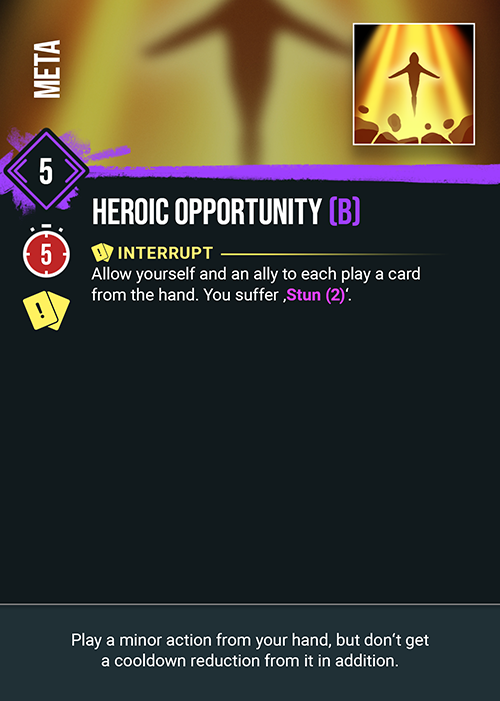 META
5
HEROIC OPPORTUNITY (B)
5
! INTERRUPT
Allow yourself and an ally to each play a card
from the hand. You suffer ‚Stun (2)‘.
!
Play a minor action from your hand, but don‘t get
a cooldown reduction from it in addition.